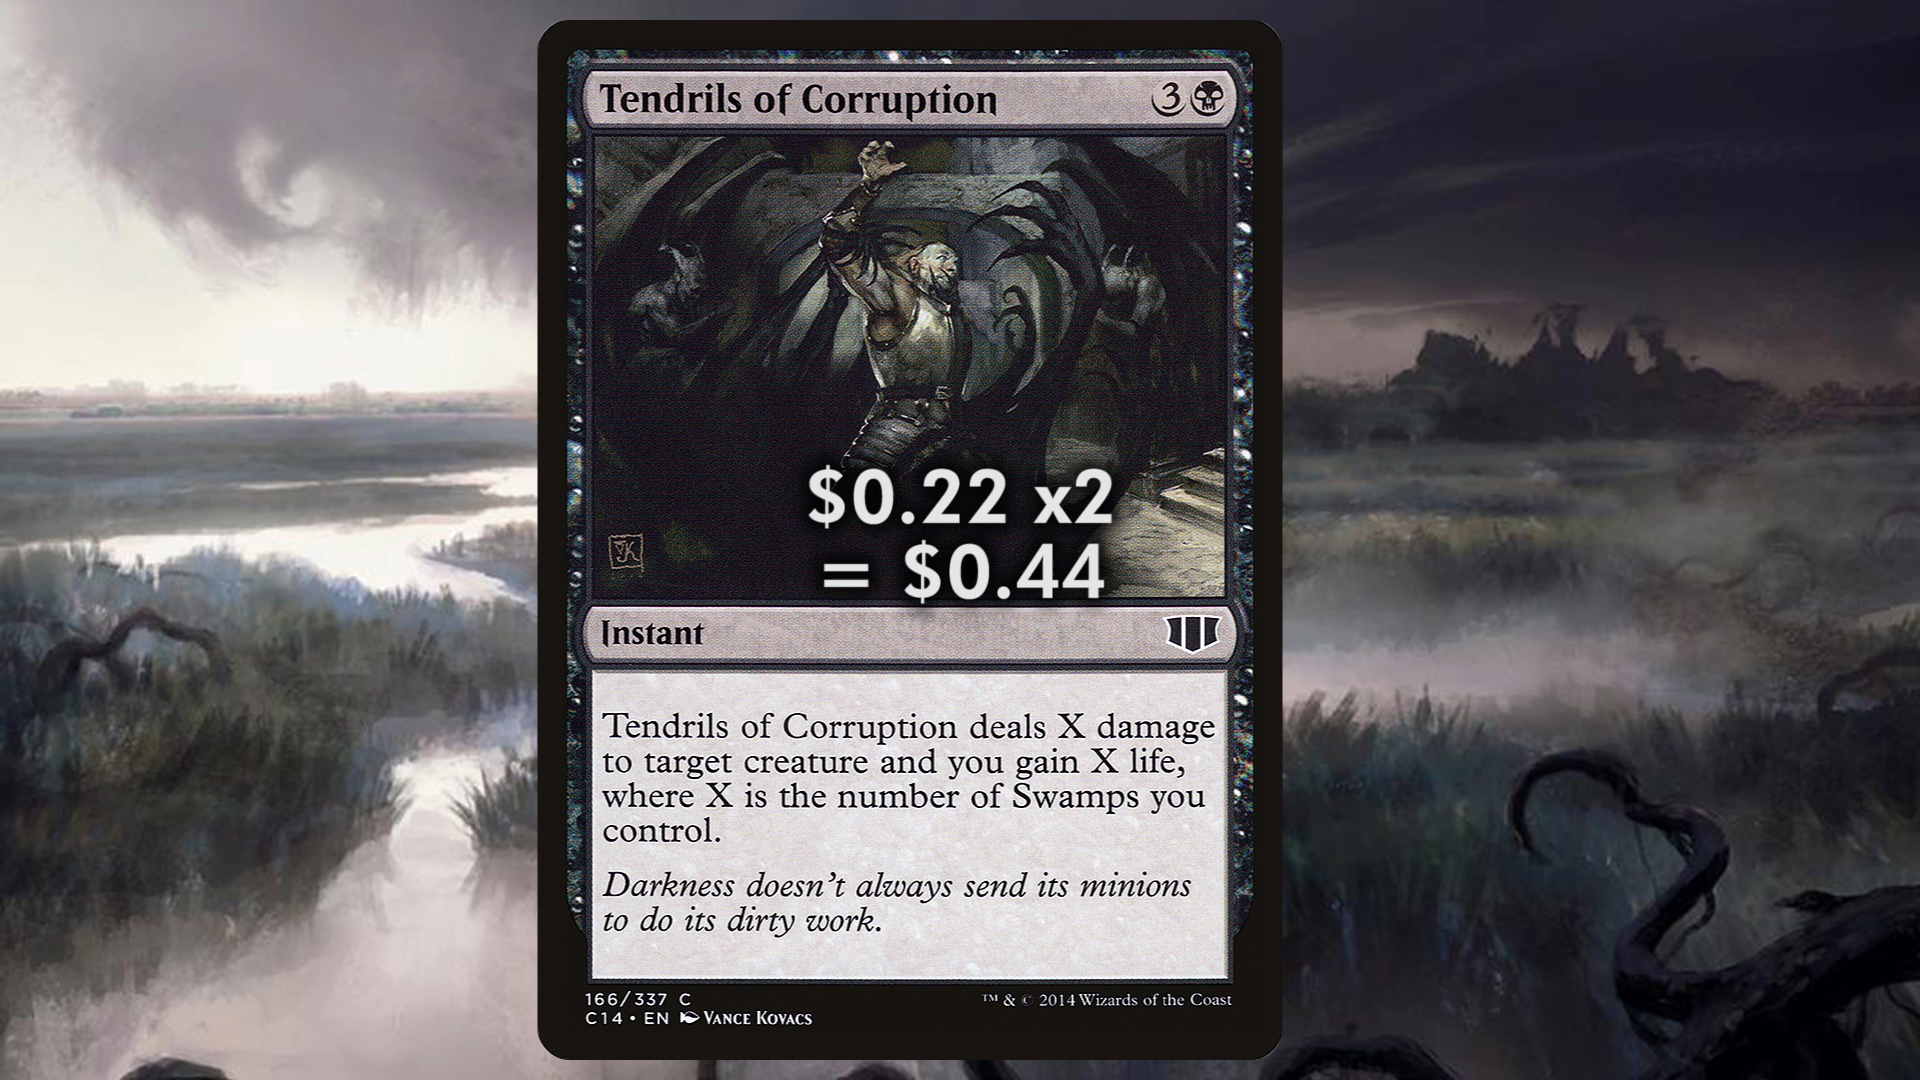 Tendrils of Corruption 3
$0.22 x2
= $0.44
JK
Instant
Tendrils of Corruption deals X damage
to target creature and you gain X life,
where X is the number of Swamps you
control.
Darkness doesn't always send its minions
to do its dirty work.
166/337 C
™ & © 2014 Wizards of the Coast
C14 • EN VANCE KOVACS